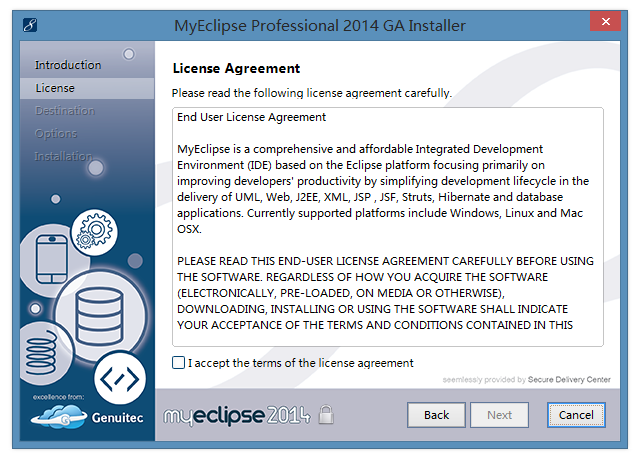 MyEclipse Professional 2014 GA Installer
Introduction
License
Destination
Options
Installation
License Agreement
Please read the following license agreement carefully.
End User License Agreement
MyEclipse is a comprehensive and affordable Integrated Development
Environment (IDE) based on the Eclipse platform focusing primarily on
improving developers' productivity by simplifying development lifecycle in the
delivery of UML, Web, J2EE, XML, JSP , JSF, Struts, Hibernate and database
applications. Currently supported platforms include Windows, Linux and Mac
OSX.
PLEASE READ THIS END-USER LICENSE AGREEMENT CAREFULLY BEFORE USING
THE SOFTWARE. REGARDLESS OF HOW YOU ACQUIRE THE SOFTWARE
(ELECTRONICALLY, PRE-LOADED, ON MEDIA OR OTHERWISE),
DOWNLOADING, INSTALLING OR USING THE SOFTWARE SHALL INDICATE
YOUR ACCEPTANCE OF THE TERMS AND CONDITIONS CONTAINED IN THIS
I accept the terms of the license agreement
seamlessly provided by Secure Delivery Center
excellence from:
Genuitec
myeclipse2014
Back
Next
Cancel